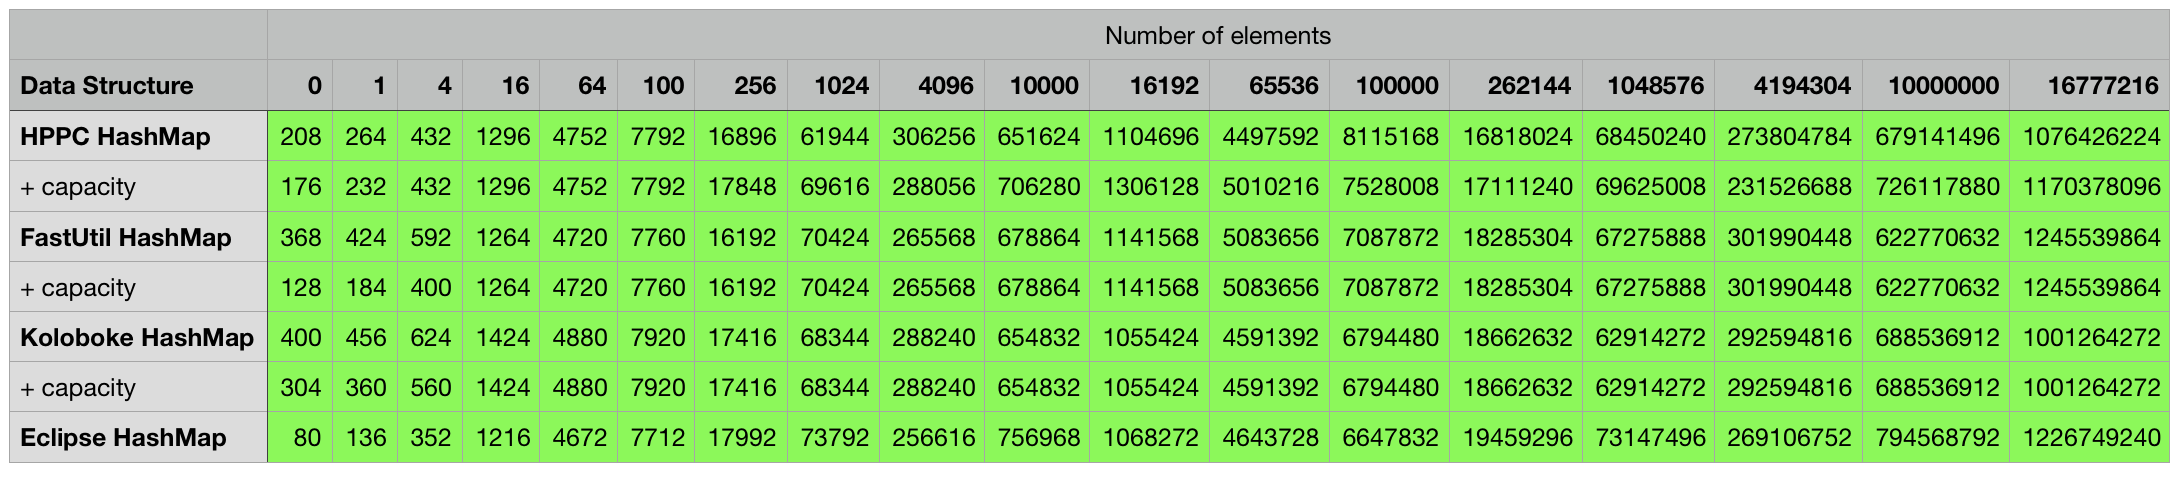 Number of elements
Data Structure 0 1 4 16 64 100 256 1024 4096 10000 16192 65536 100000 262144 1048576 4194304 10000000 16777216
HPPC HashMap 208 264 432 1296 4752 7792 16896 61944 306256 651624 1104696 4497592 8115168 16818024 68450240 273804784 679141496 1076426224
+ capacity 176 232 432 1296 4752 7792 17848 69616 288056 706280 1306128 5010216 7528008 17111240 69625008 231526688 726117880 1170378096
FastUtil HashMap 368 424 592 1264 4720 7760 16192 70424 265568 678864 1141568 5083656 7087872 18285304 67275888 301990448 622770632 1245539864
+ capacity 128 184 400 1264 4720 7760 16192 70424 265568 678864 1141568 5083656 7087872 18285304 67275888 301990448 622770632 1245539864
Koloboke HashMap 400 456 624 1424 4880 7920 17416 68344 288240 654832 1055424 4591392 6794480 18662632 62914272 292594816 688536912 1001264272
+ capacity 304 360 560 1424 4880 7920 17416 68344 288240 654832 1055424 4591392 6794480 18662632 62914272 292594816 688536912 1001264272
Eclipse HashMap 80 136 352 1216 4672 7712 17992 73792 256616 756968 1068272 4643728 6647832 19459296 73147496 269106752 794568792 1226749240